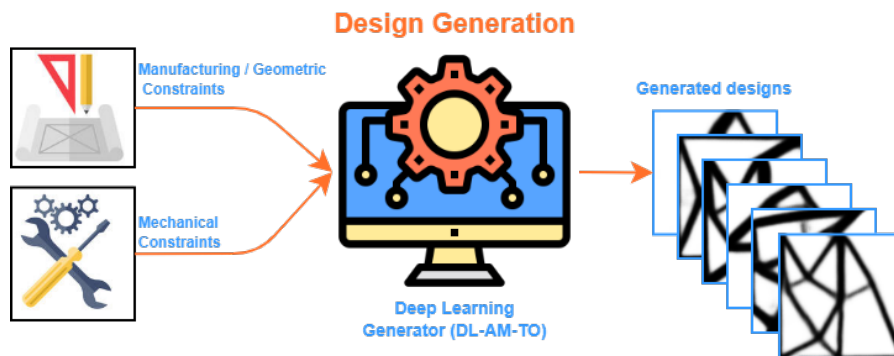 Design Generation
Manufacturing / Geometric
Constraints
Mechanical
Constraints
Deep Learning
Generator (DL-AM-TO)
Generated designs